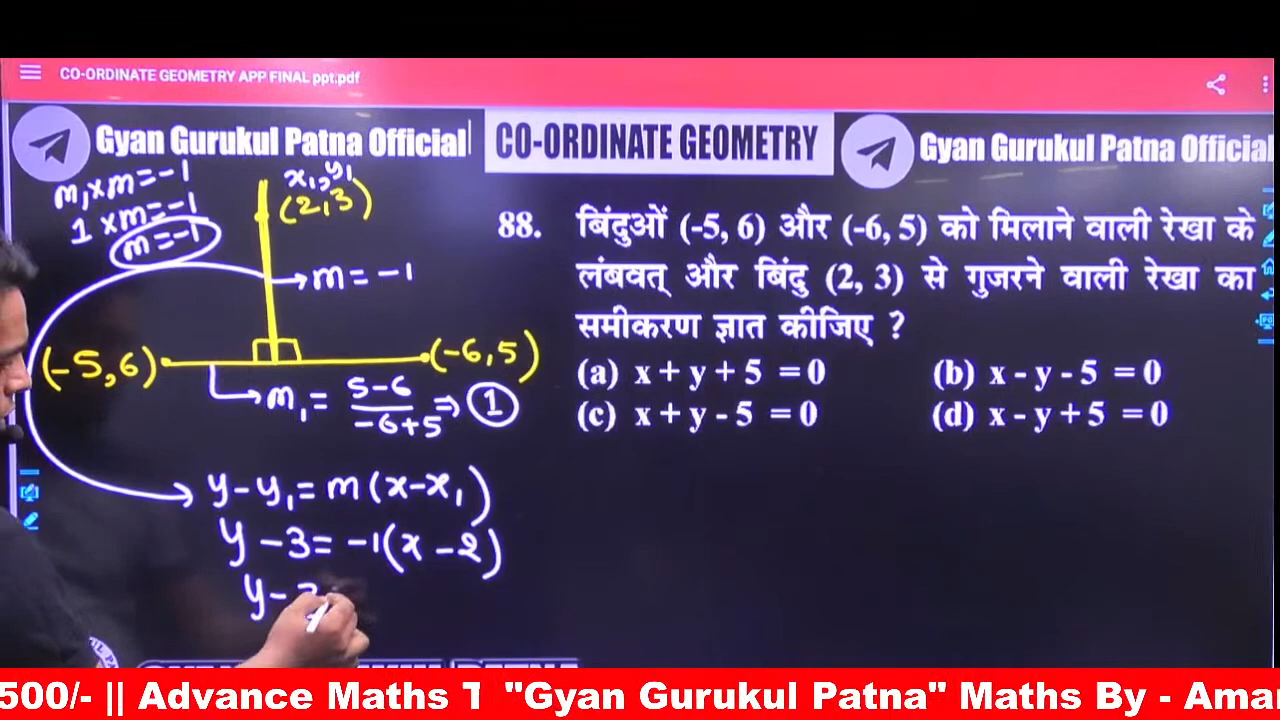 CO-ORDINATE GEOMETRY APP FINAL ppt.pdf
Gyan Gurukul Patna Official
CO-ORDINATE GEOMETRY
Gyan Gurukul Patna Official
m₁ × m = -1
1 × m = -1
m = -1
x₁, y₁
(2, 3)
m = -1
(-5, 6)
(-6, 5)
m₁ = (5-6)/(-6+5) ⇒ 1
y - y₁ = m(x - x₁)
y - 3 = -1(x - 2)
y - 3
88. बिंदुओं (-5, 6) और (-6, 5) को मिलाने वाली रेखा के
लंबवत् और बिंदु (2, 3) से गुजरने वाली रेखा का
समीकरण ज्ञात कीजिए ?
(a) x + y + 5 = 0 (b) x - y - 5 = 0
(c) x + y - 5 = 0 (d) x - y + 5 = 0
500/- || Advance Maths T "Gyan Gurukul Patna" Maths By - Ama